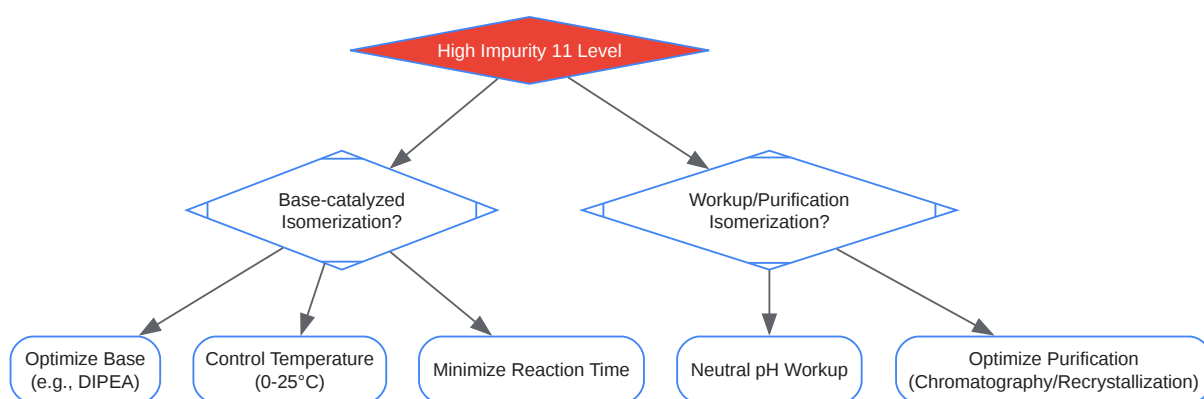 High Impurity 11 Level
Base-catalyzed
Isomerization?
Workup/Purification
Isomerization?
Optimize Base
(e.g., DIPEA)
Control Temperature
(0-25°C)
Minimize Reaction Time
Neutral pH Workup
Optimize Purification
(Chromatography/Recrystallization)